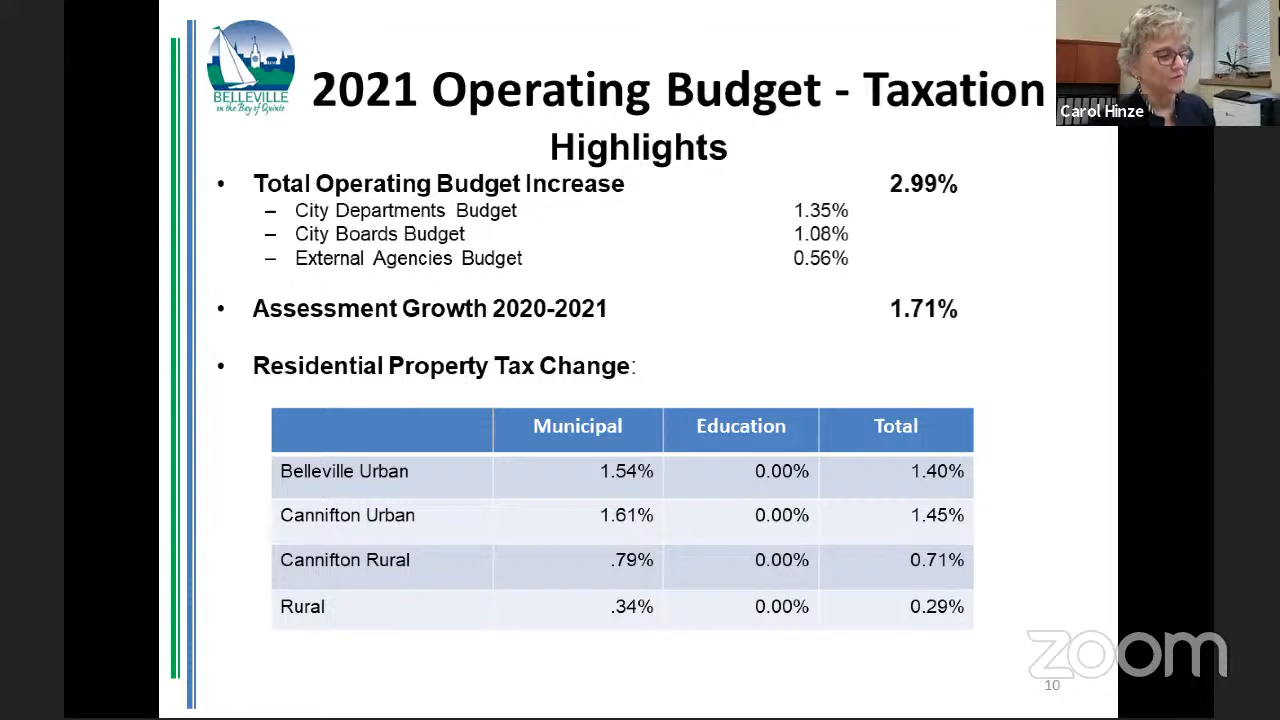 BELLEVILLE
on the Bay of Quinte
2021 Operating Budget - Taxation
Highlights
Carol Hinze
• Total Operating Budget Increase 2.99%
– City Departments Budget 1.35%
– City Boards Budget 1.08%
– External Agencies Budget 0.56%
• Assessment Growth 2020-2021 1.71%
• Residential Property Tax Change:
Municipal Education Total
Belleville Urban 1.54% 0.00% 1.40%
Cannifton Urban 1.61% 0.00% 1.45%
Cannifton Rural .79% 0.00% 0.71%
Rural .34% 0.00% 0.29%
zoom
10